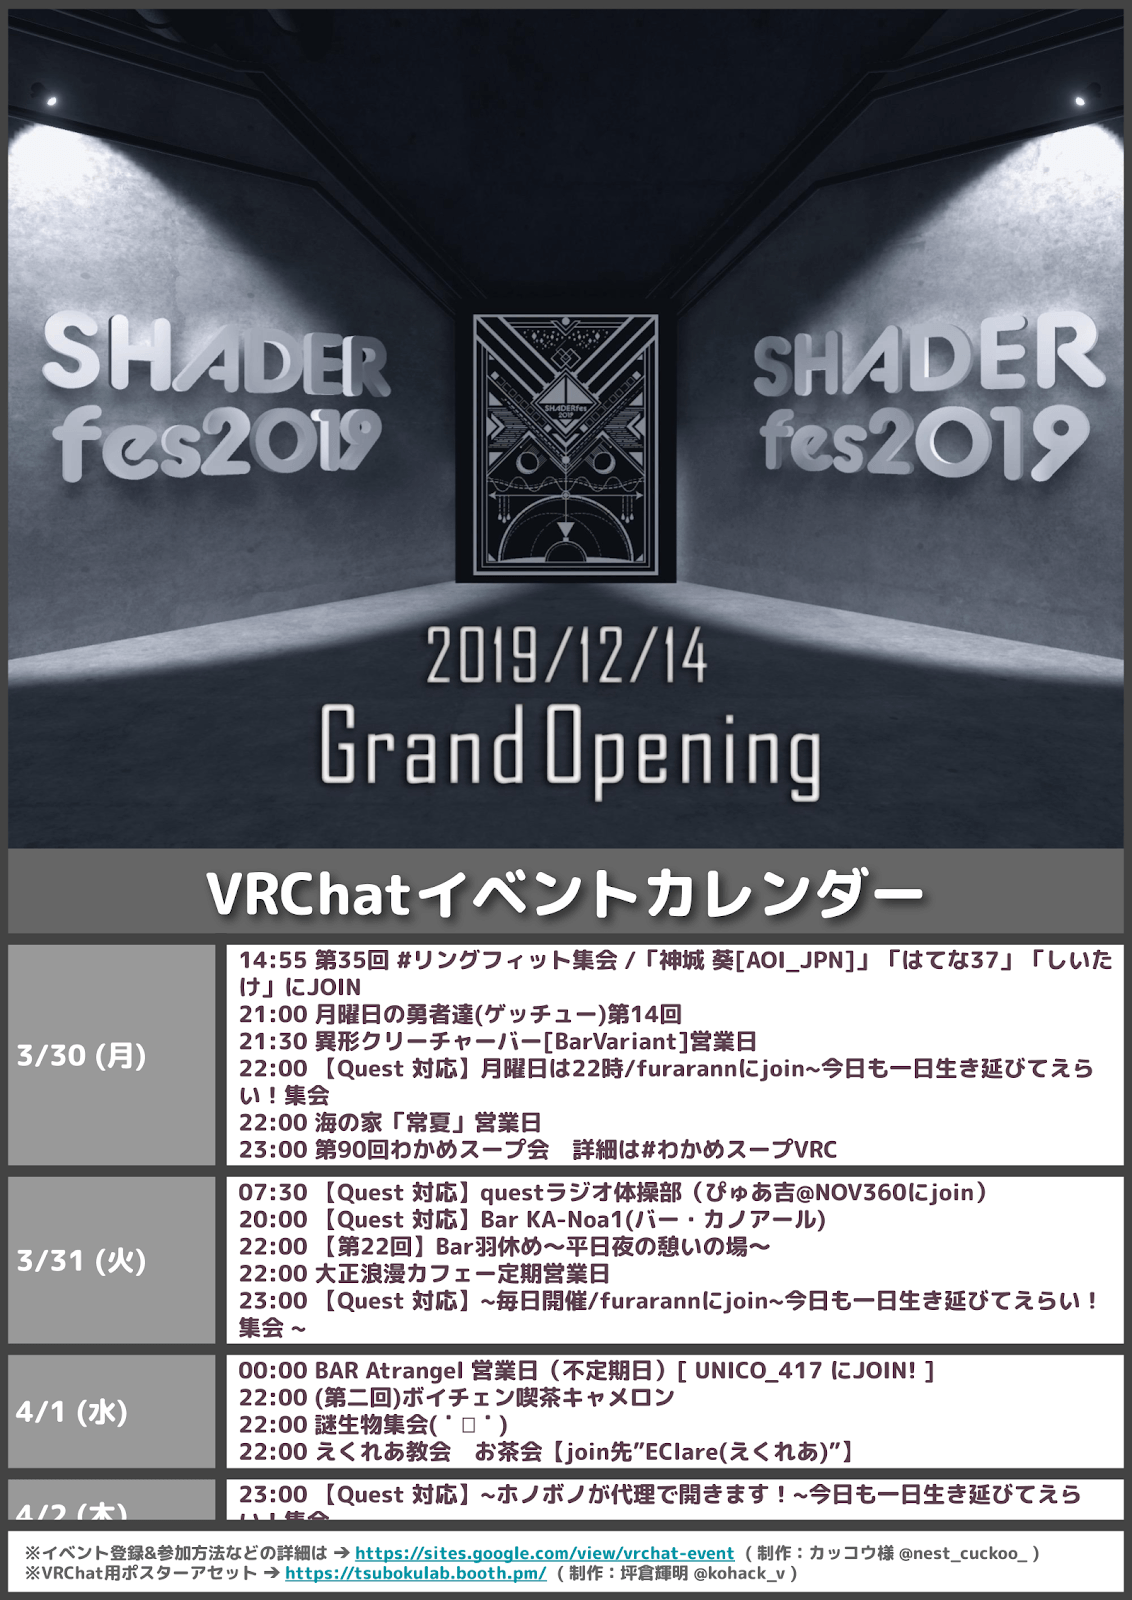 SHADER
fes2019
SHADER
fes2019
SHADERfes
2019
2019/12/14
Grand Opening
VRChatイベントカレンダー
3/30 (月)
14:55 第35回 #リングフィット集会 /「神城 葵[AOI_JPN]」「はてな37」「しいた
け」にJOIN
21:00 月曜日の勇者達(ゲッチュー)第14回
21:30 異形クリーチャーバー[BarVariant]営業日
22:00 【Quest 対応】月曜日は22時/furarannにjoin~今日も一日生き延びてえら
い！集会
22:00 海の家「常夏」営業日
23:00 第90回わかめスープ会　詳細は#わかめスープVRC
3/31 (火)
07:30 【Quest 対応】questラジオ体操部（ぴゅあ吉@NOV360にjoin）
20:00 【Quest 対応】Bar KA-Noa1(バー・カノアール)
22:00 【第22回】Bar羽休め～平日夜の憩いの場～
22:00 大正浪漫カフェー定期営業日
23:00 【Quest 対応】~毎日開催/furarannにjoin~今日も一日生き延びてえらい！
集会 ~
4/1 (水)
00:00 BAR Atrangel 営業日（不定期日）[ UNICO_417 にJOIN! ]
22:00 (第二回)ボイチェン喫茶キャメロン
22:00 謎生物集会( ˙ □ ˙ )
22:00 えくれあ教会　お茶会【join先”EClare(えくれあ)”】
4/2 (木)
23:00 【Quest 対応】~ホノボノが代理で開きます！~今日も一日生き延びてえら
い！集会
※イベント登録&参加方法などの詳細は ➔ https://sites.google.com/view/vrchat-event ( 制作：カッコウ様 @nest_cuckoo_ )
※VRChat用ポスターアセット ➔ https://tsubokulab.booth.pm/ ( 制作：坪倉輝明 @kohack_v )